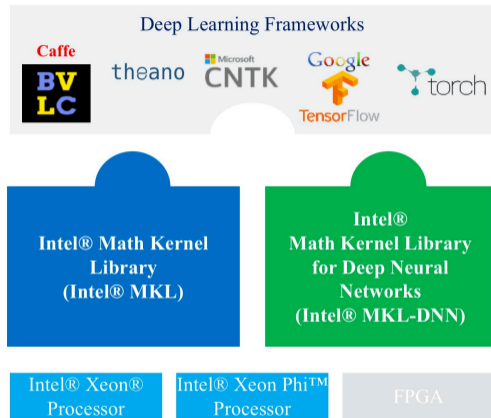 Deep Learning Frameworks
Caffe
BV
LC
theano
Microsoft
CNTK
Google
TensorFlow
torch
Intel® Math Kernel
Library
(Intel® MKL)
Intel®
Math Kernel Library
for Deep Neural
Networks
(Intel® MKL-DNN)
Intel® Xeon®
Processor
Intel® Xeon Phi™
Processor
FPGA